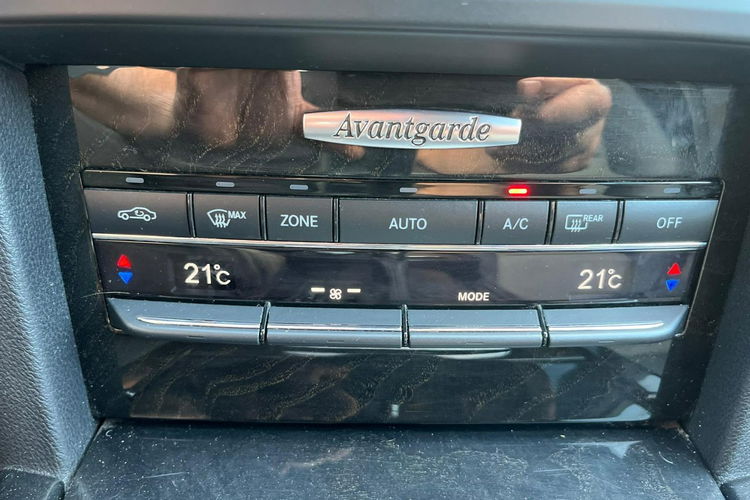 Avantgarde
MAX ZONE AUTO A/C REAR OFF
21°C 21°C
MODE